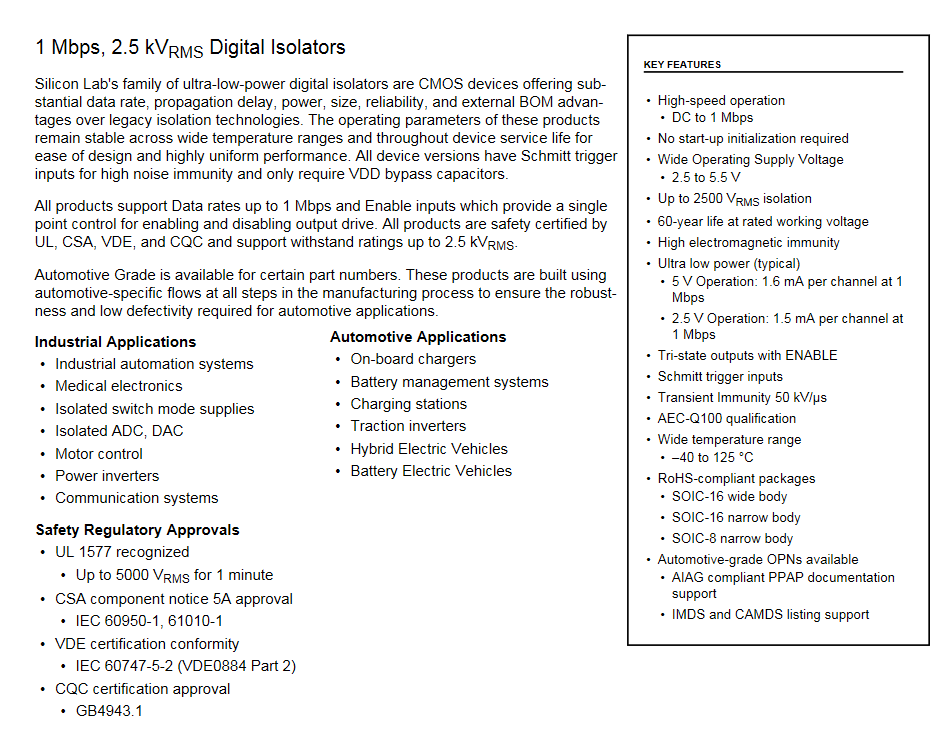 1 Mbps, 2.5 kVRMS Digital Isolators
Silicon Lab's family of ultra-low-power digital isolators are CMOS devices offering sub-
stantial data rate, propagation delay, power, size, reliability, and external BOM advan-
tages over legacy isolation technologies. The operating parameters of these products
remain stable across wide temperature ranges and throughout device service life for
ease of design and highly uniform performance. All device versions have Schmitt trigger
inputs for high noise immunity and only require VDD bypass capacitors.
All products support Data rates up to 1 Mbps and Enable inputs which provide a single
point control for enabling and disabling output drive. All products are safety certified by
UL, CSA, VDE, and CQC and support withstand ratings up to 2.5 kVRMS.
Automotive Grade is available for certain part numbers. These products are built using
automotive-specific flows at all steps in the manufacturing process to ensure the robust-
ness and low defectivity required for automotive applications.
Industrial Applications
• Industrial automation systems
• Medical electronics
• Isolated switch mode supplies
• Isolated ADC, DAC
• Motor control
• Power inverters
• Communication systems
Safety Regulatory Approvals
• UL 1577 recognized
• Up to 5000 VRMS for 1 minute
• CSA component notice 5A approval
• IEC 60950-1, 61010-1
• VDE certification conformity
• IEC 60747-5-2 (VDE0884 Part 2)
• CQC certification approval
• GB4943.1
Automotive Applications
• On-board chargers
• Battery management systems
• Charging stations
• Traction inverters
• Hybrid Electric Vehicles
• Battery Electric Vehicles
KEY FEATURES
• High-speed operation
• DC to 1 Mbps
• No start-up initialization required
• Wide Operating Supply Voltage
• 2.5 to 5.5 V
• Up to 2500 VRMS isolation
• 60-year life at rated working voltage
• High electromagnetic immunity
• Ultra low power (typical)
• 5 V Operation: 1.6 mA per channel at 1
Mbps
• 2.5 V Operation: 1.5 mA per channel at
1 Mbps
• Tri-state outputs with ENABLE
• Schmitt trigger inputs
• Transient Immunity 50 kV/µs
• AEC-Q100 qualification
• Wide temperature range
• –40 to 125 °C
• RoHS-compliant packages
• SOIC-16 wide body
• SOIC-16 narrow body
• SOIC-8 narrow body
• Automotive-grade OPNs available
• AIAG compliant PPAP documentation
support
• IMDS and CAMDS listing support